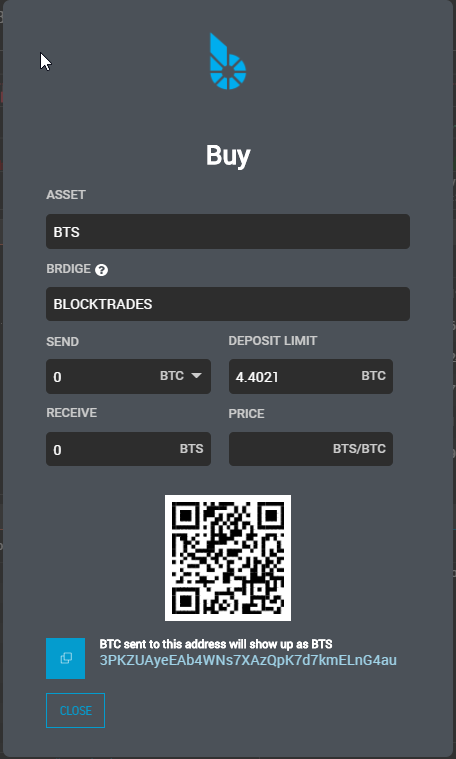 Buy
ASSET
BTS
BRDIGE ?
BLOCKTRADES
SEND DEPOSIT LIMIT
0 BTC 4.4021 BTC
RECEIVE PRICE
0 BTS BTS/BTC
BTC sent to this address will show up as BTS
3PKZUAyeEAb4WNs7XAzQpK7d7kmELnG4au
CLOSE